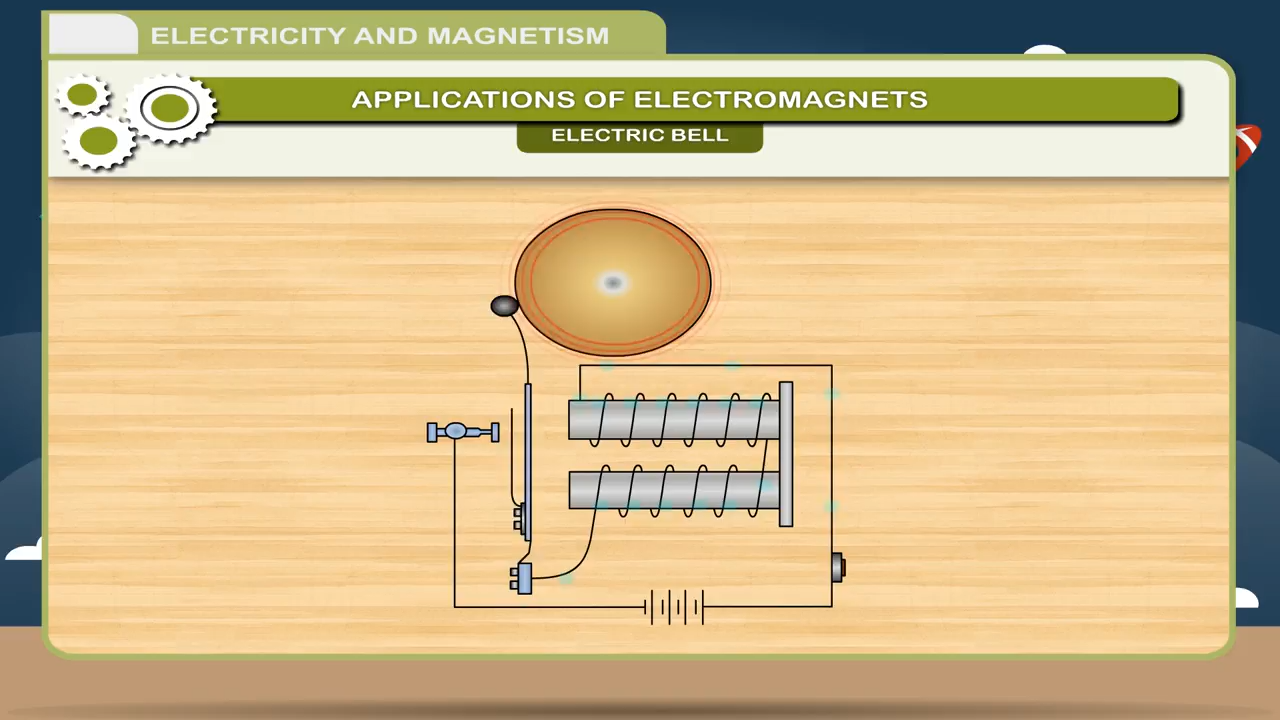 ELECTRICITY AND MAGNETISM
APPLICATIONS OF ELECTROMAGNETS
ELECTRIC BELL